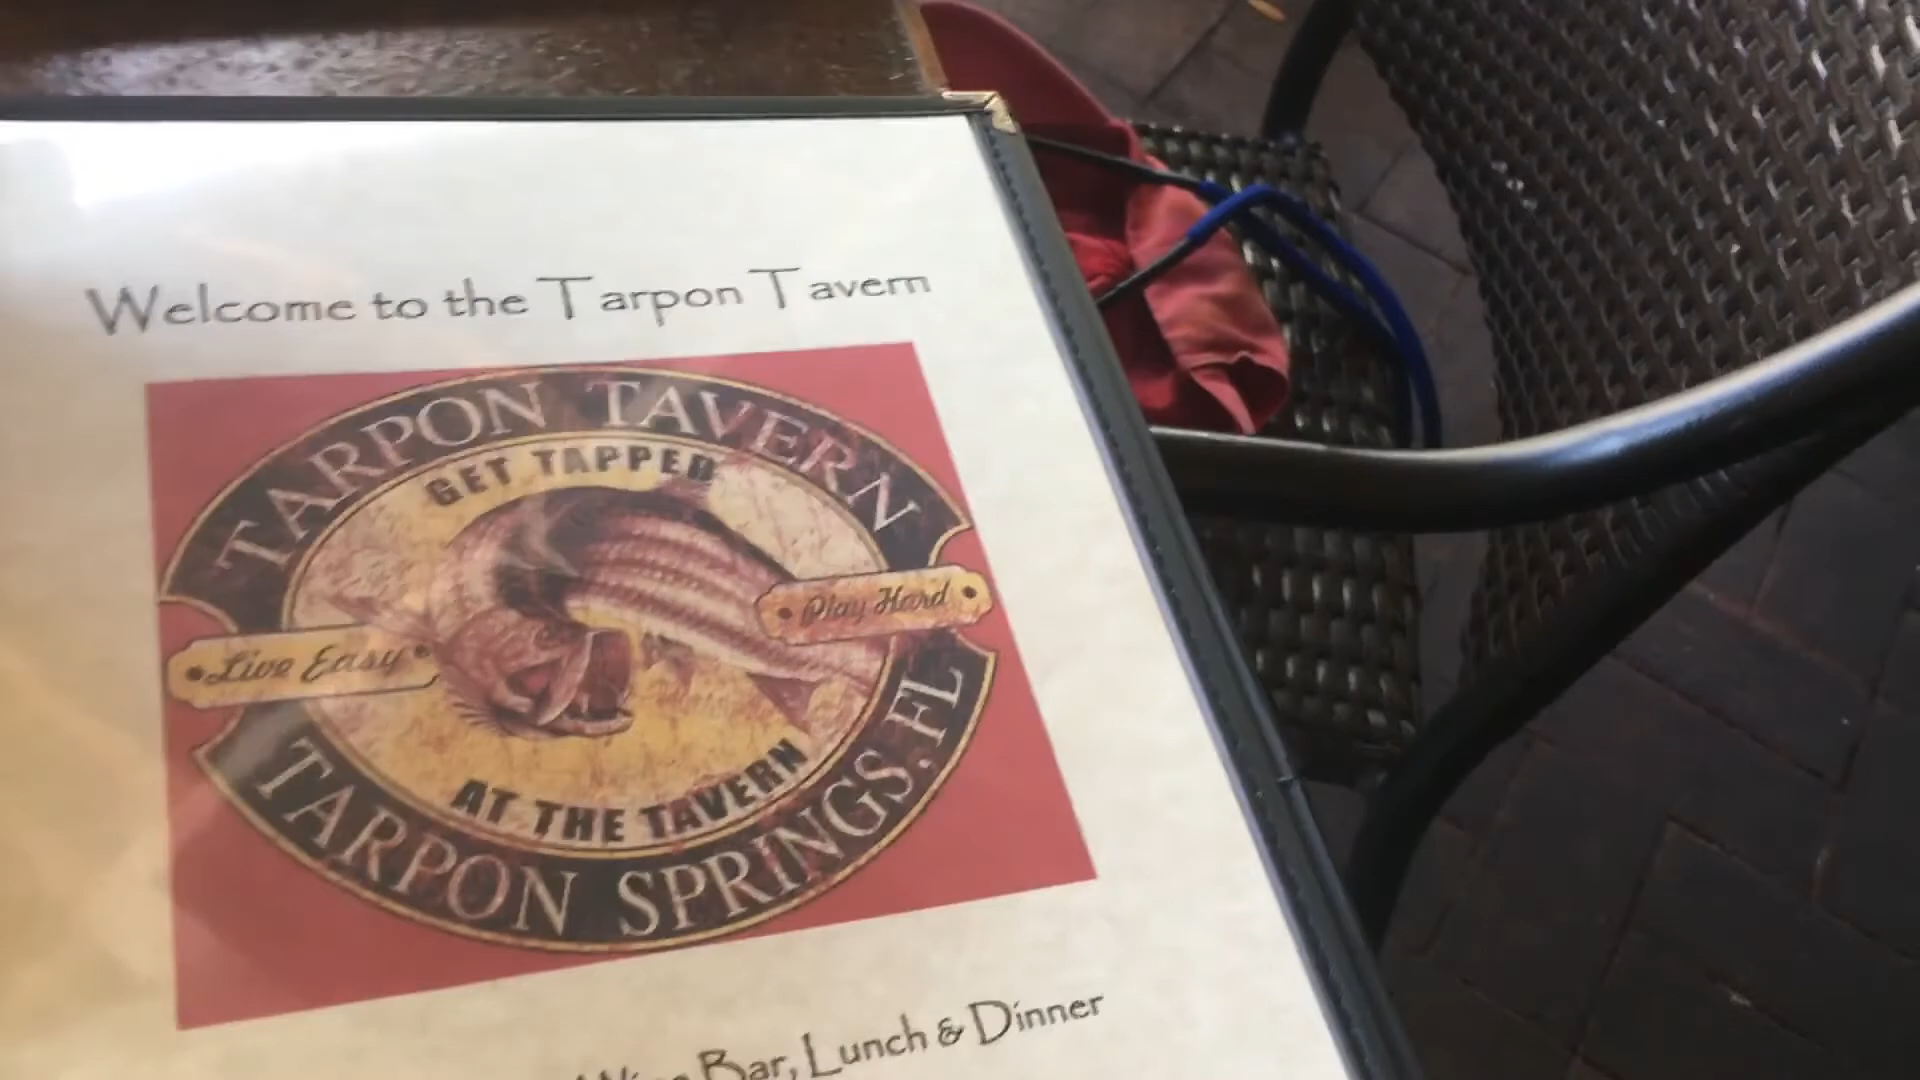 Welcome to the Tarpon Tavern
TARPON TAVERN
GET TAPPED
Play Hard
Live Easy
AT THE TAVERN
TARPON SPRINGS, FL
Wine Bar, Lunch & Dinner